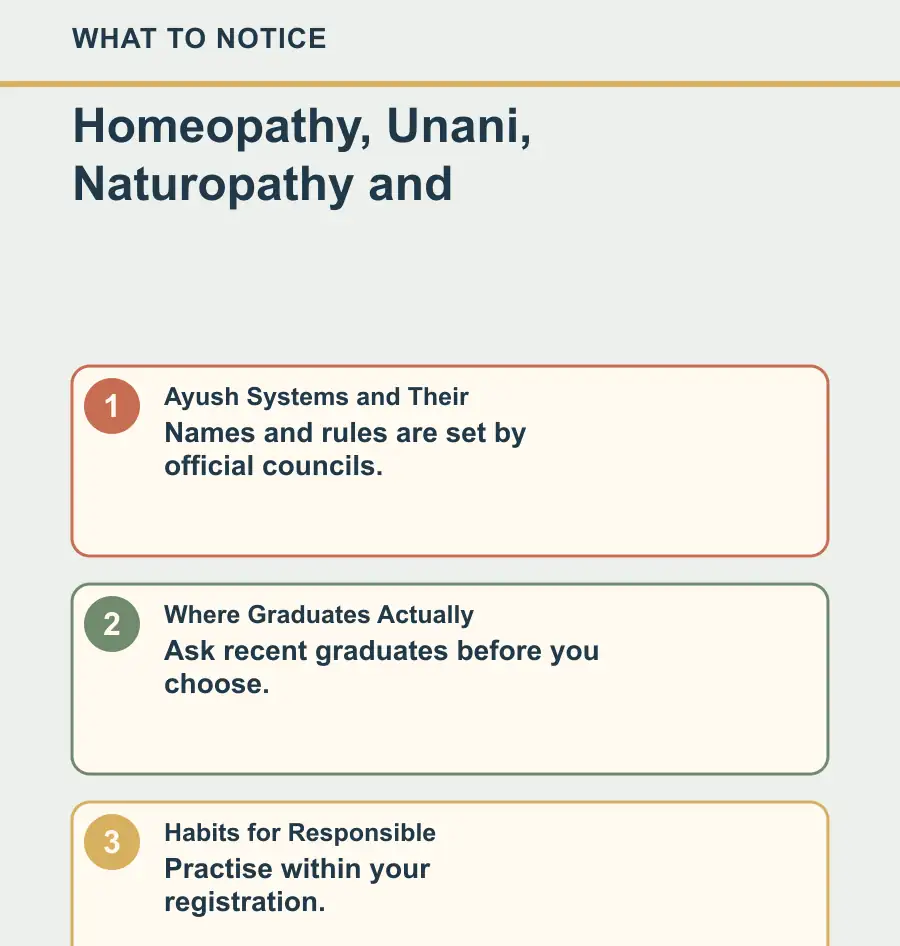 WHAT TO NOTICE
Homeopathy, Unani,
Naturopathy and
1
Ayush Systems and Their
Names and rules are set by
official councils.
2
Where Graduates Actually
Ask recent graduates before you
choose.
3
Habits for Responsible
Practise within your
registration.